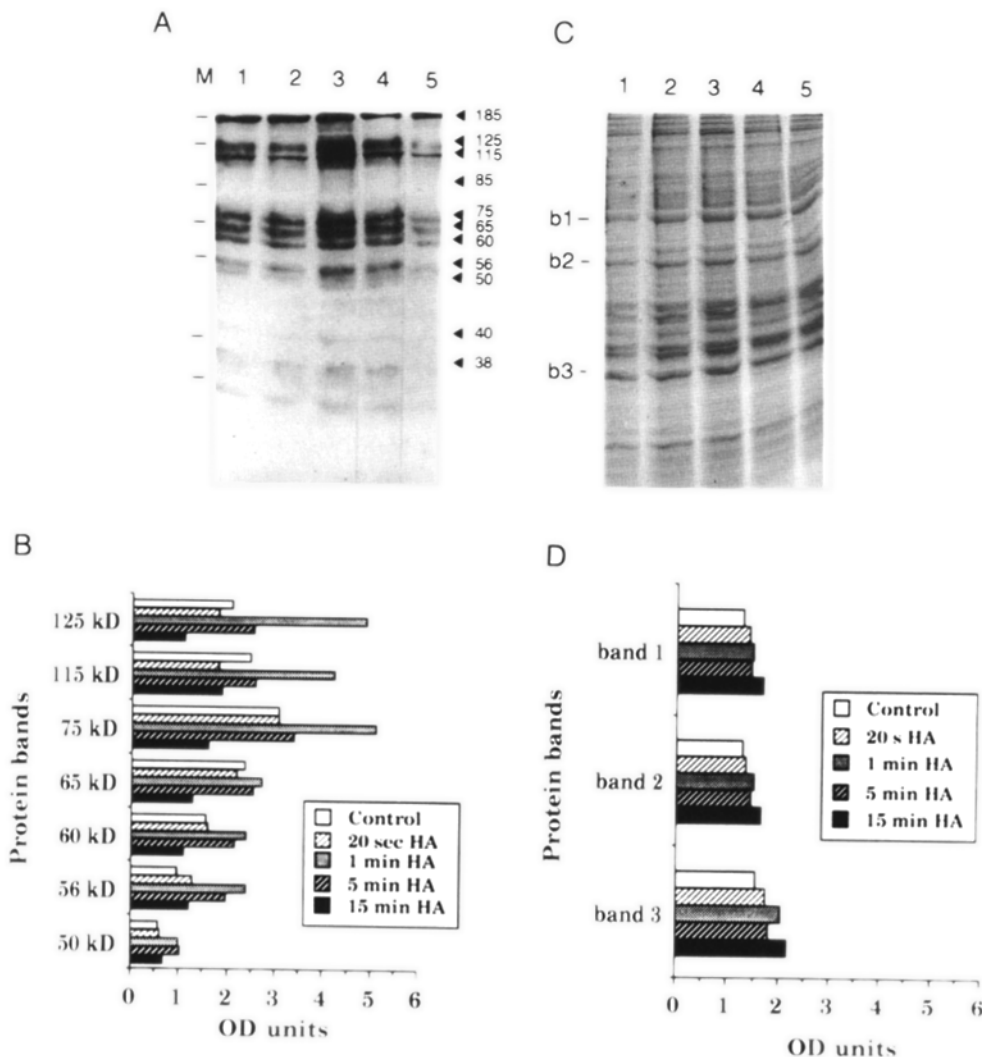 A
M 1 2 3 4 5
185
125
115
85
75
65
60
56
50
40
38
C
1 2 3 4 5
b1
b2
b3
B
Protein bands
125 kD
115 kD
75 kD
65 kD
60 kD
56 kD
50 kD
Control
20 sec HA
1 min HA
5 min HA
15 min HA
0 1 2 3 4 5 6
OD units
D
Protein bands
band 1
band 2
band 3
Control
20 s HA
1 min HA
5 min HA
15 min HA
0 1 2 3 4 5 6
OD units